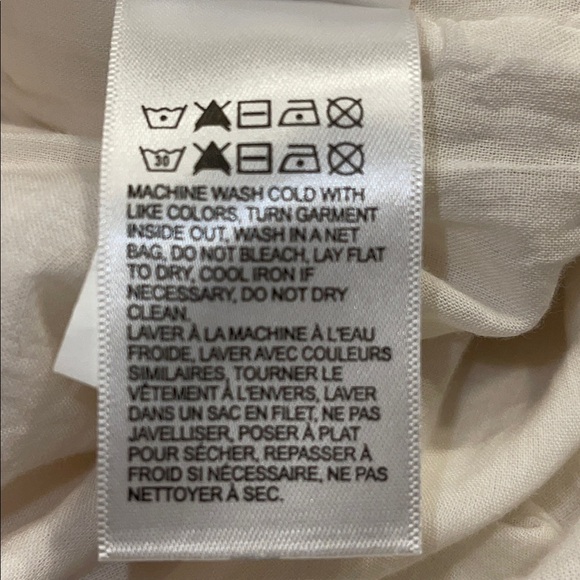 30
MACHINE WASH COLD WITH
LIKE COLORS, TURN GARMENT
INSIDE OUT, WASH IN A NET
BAG, DO NOT BLEACH, LAY FLAT
TO DRY, COOL IRON IF
NECESSARY, DO NOT DRY
CLEAN.
LAVER À LA MACHINE À L'EAU
FROIDE, LAVER AVEC COULEURS
SIMILAIRES, TOURNER LE
VÊTEMENT À L'ENVERS, LAVER
DANS UN SAC EN FILET, NE PAS
JAVELLISER, POSER À PLAT
POUR SÉCHER, REPASSER À
FROID SI NÉCESSAIRE, NE PAS
NETTOYER À SEC.